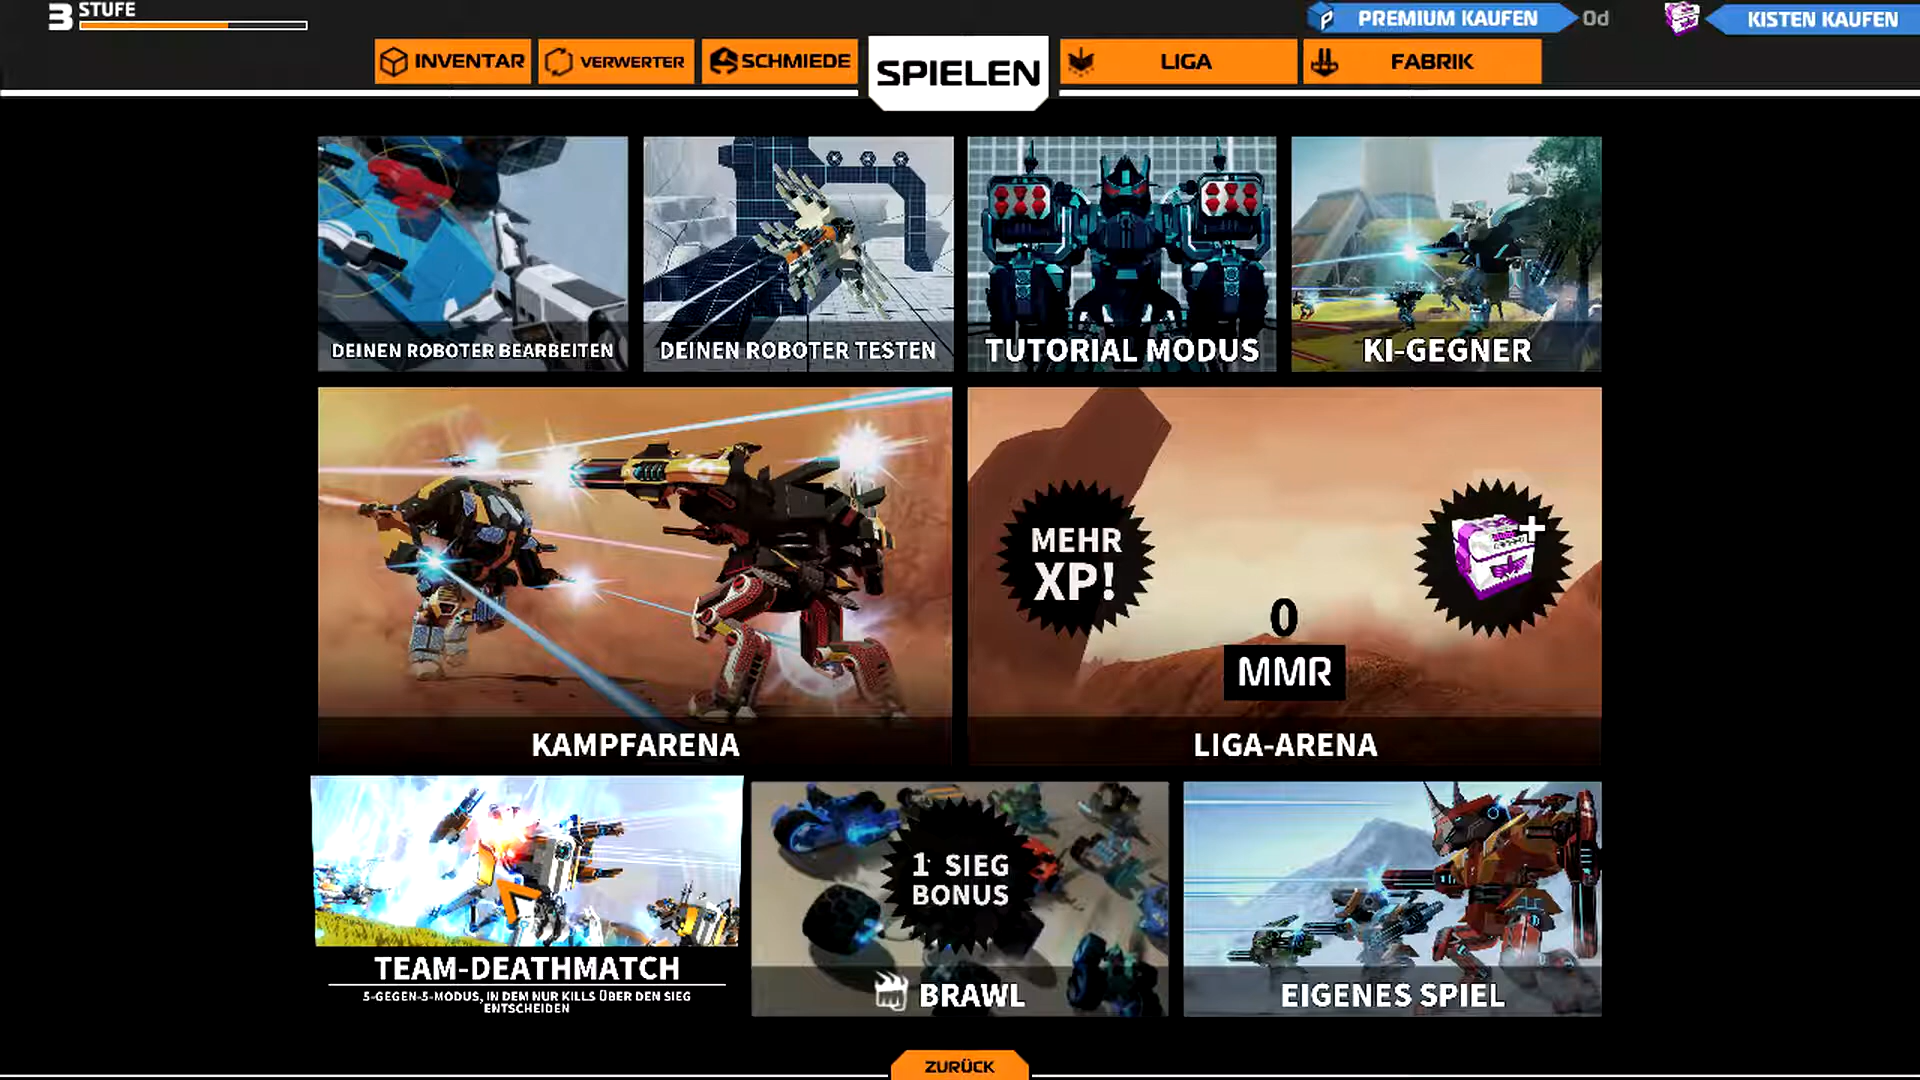 3 STUFE
PREMIUM KAUFEN 0d
KISTEN KAUFEN
INVENTAR
VERWERTER
SCHMIEDE
SPIELEN
LIGA
FABRIK
DEINEN ROBOTER BEARBEITEN
DEINEN ROBOTER TESTEN
TUTORIAL MODUS
KI-GEGNER
MEHR
XP!
0
MMR
KAMPFARENA
LIGA-ARENA
1 SIEG
BONUS
TEAM-DEATHMATCH
5-GEGEN-5-MODUS, IN DEM NUR KILLS ÜBER DEN SIEG
ENTSCHEIDEN
BRAWL
EIGENES SPIEL
ZURÜCK